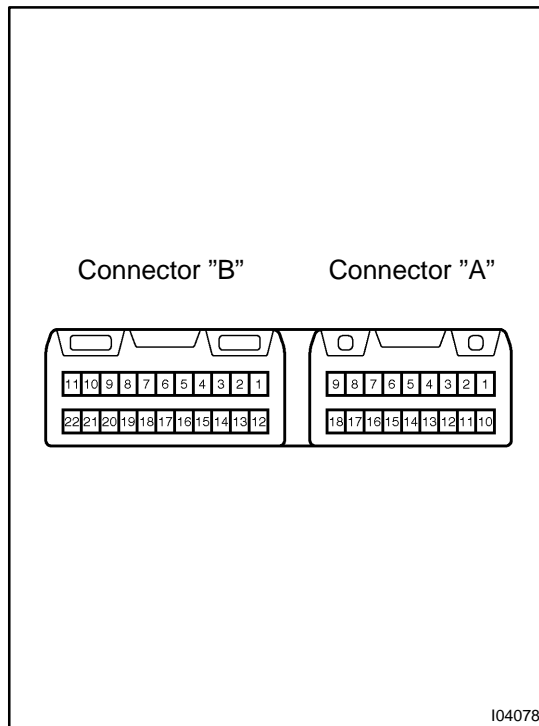 Connector ”B” Connector ”A”
11 10 9 8 7 6 5 4 3 2 1 9 8 7 6 5 4 3 2 1
22 21 20 19 18 17 16 15 14 13 12 18 17 16 15 14 13 12 11 10
I04078